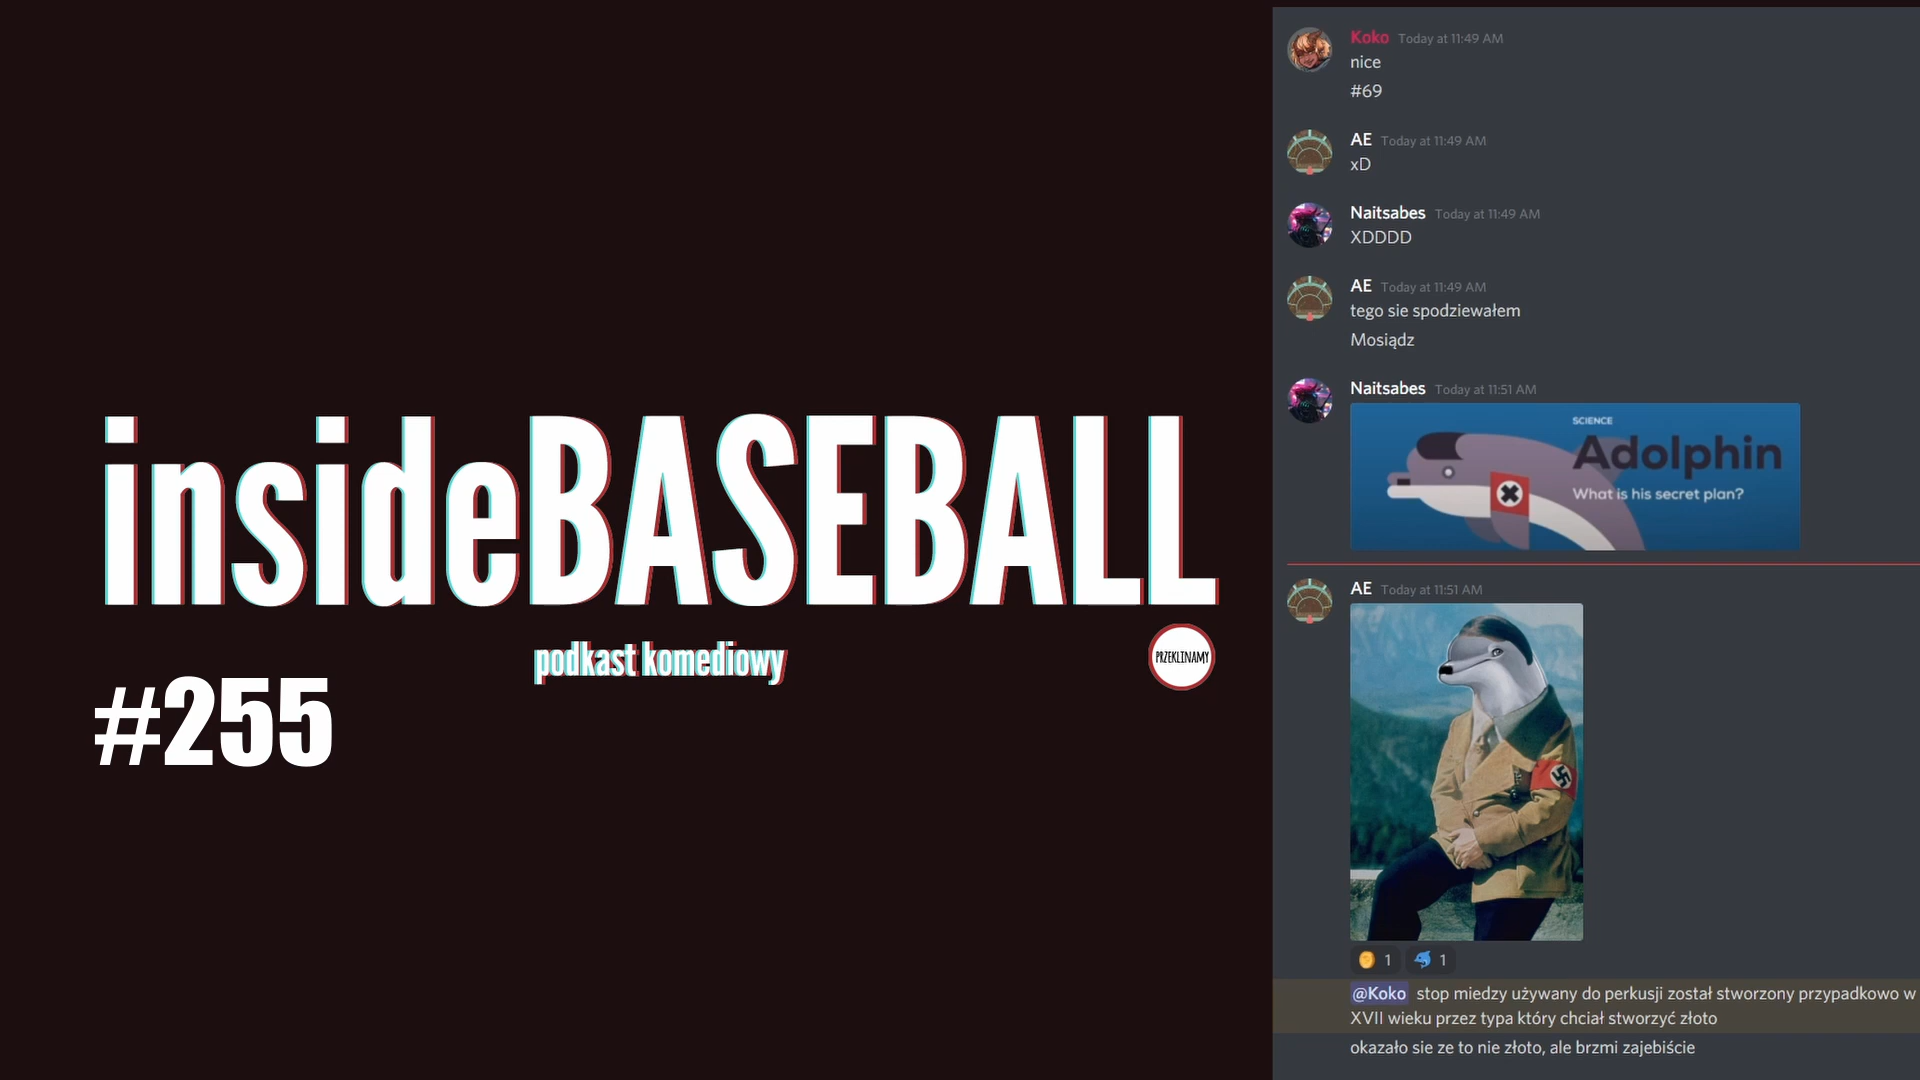 insideBASEBALL
podkast komediowy
PRZEKLINAMY
#255
Koko Today at 11:49 AM
nice
#69
AE Today at 11:49 AM
xD
Naitsabes Today at 11:49 AM
XDDDD
AE Today at 11:49 AM
tego sie spodziewałem
Mosiądz
Naitsabes Today at 11:51 AM
SCIENCE
Adolphin
What is his secret plan?
AE Today at 11:51 AM
1 1
@Koko stop miedzy używany do perkusji został stworzony przypadkowo w
XVII wieku przez typa który chciał stworzyć złoto
okazało sie ze to nie złoto, ale brzmi zajebiście